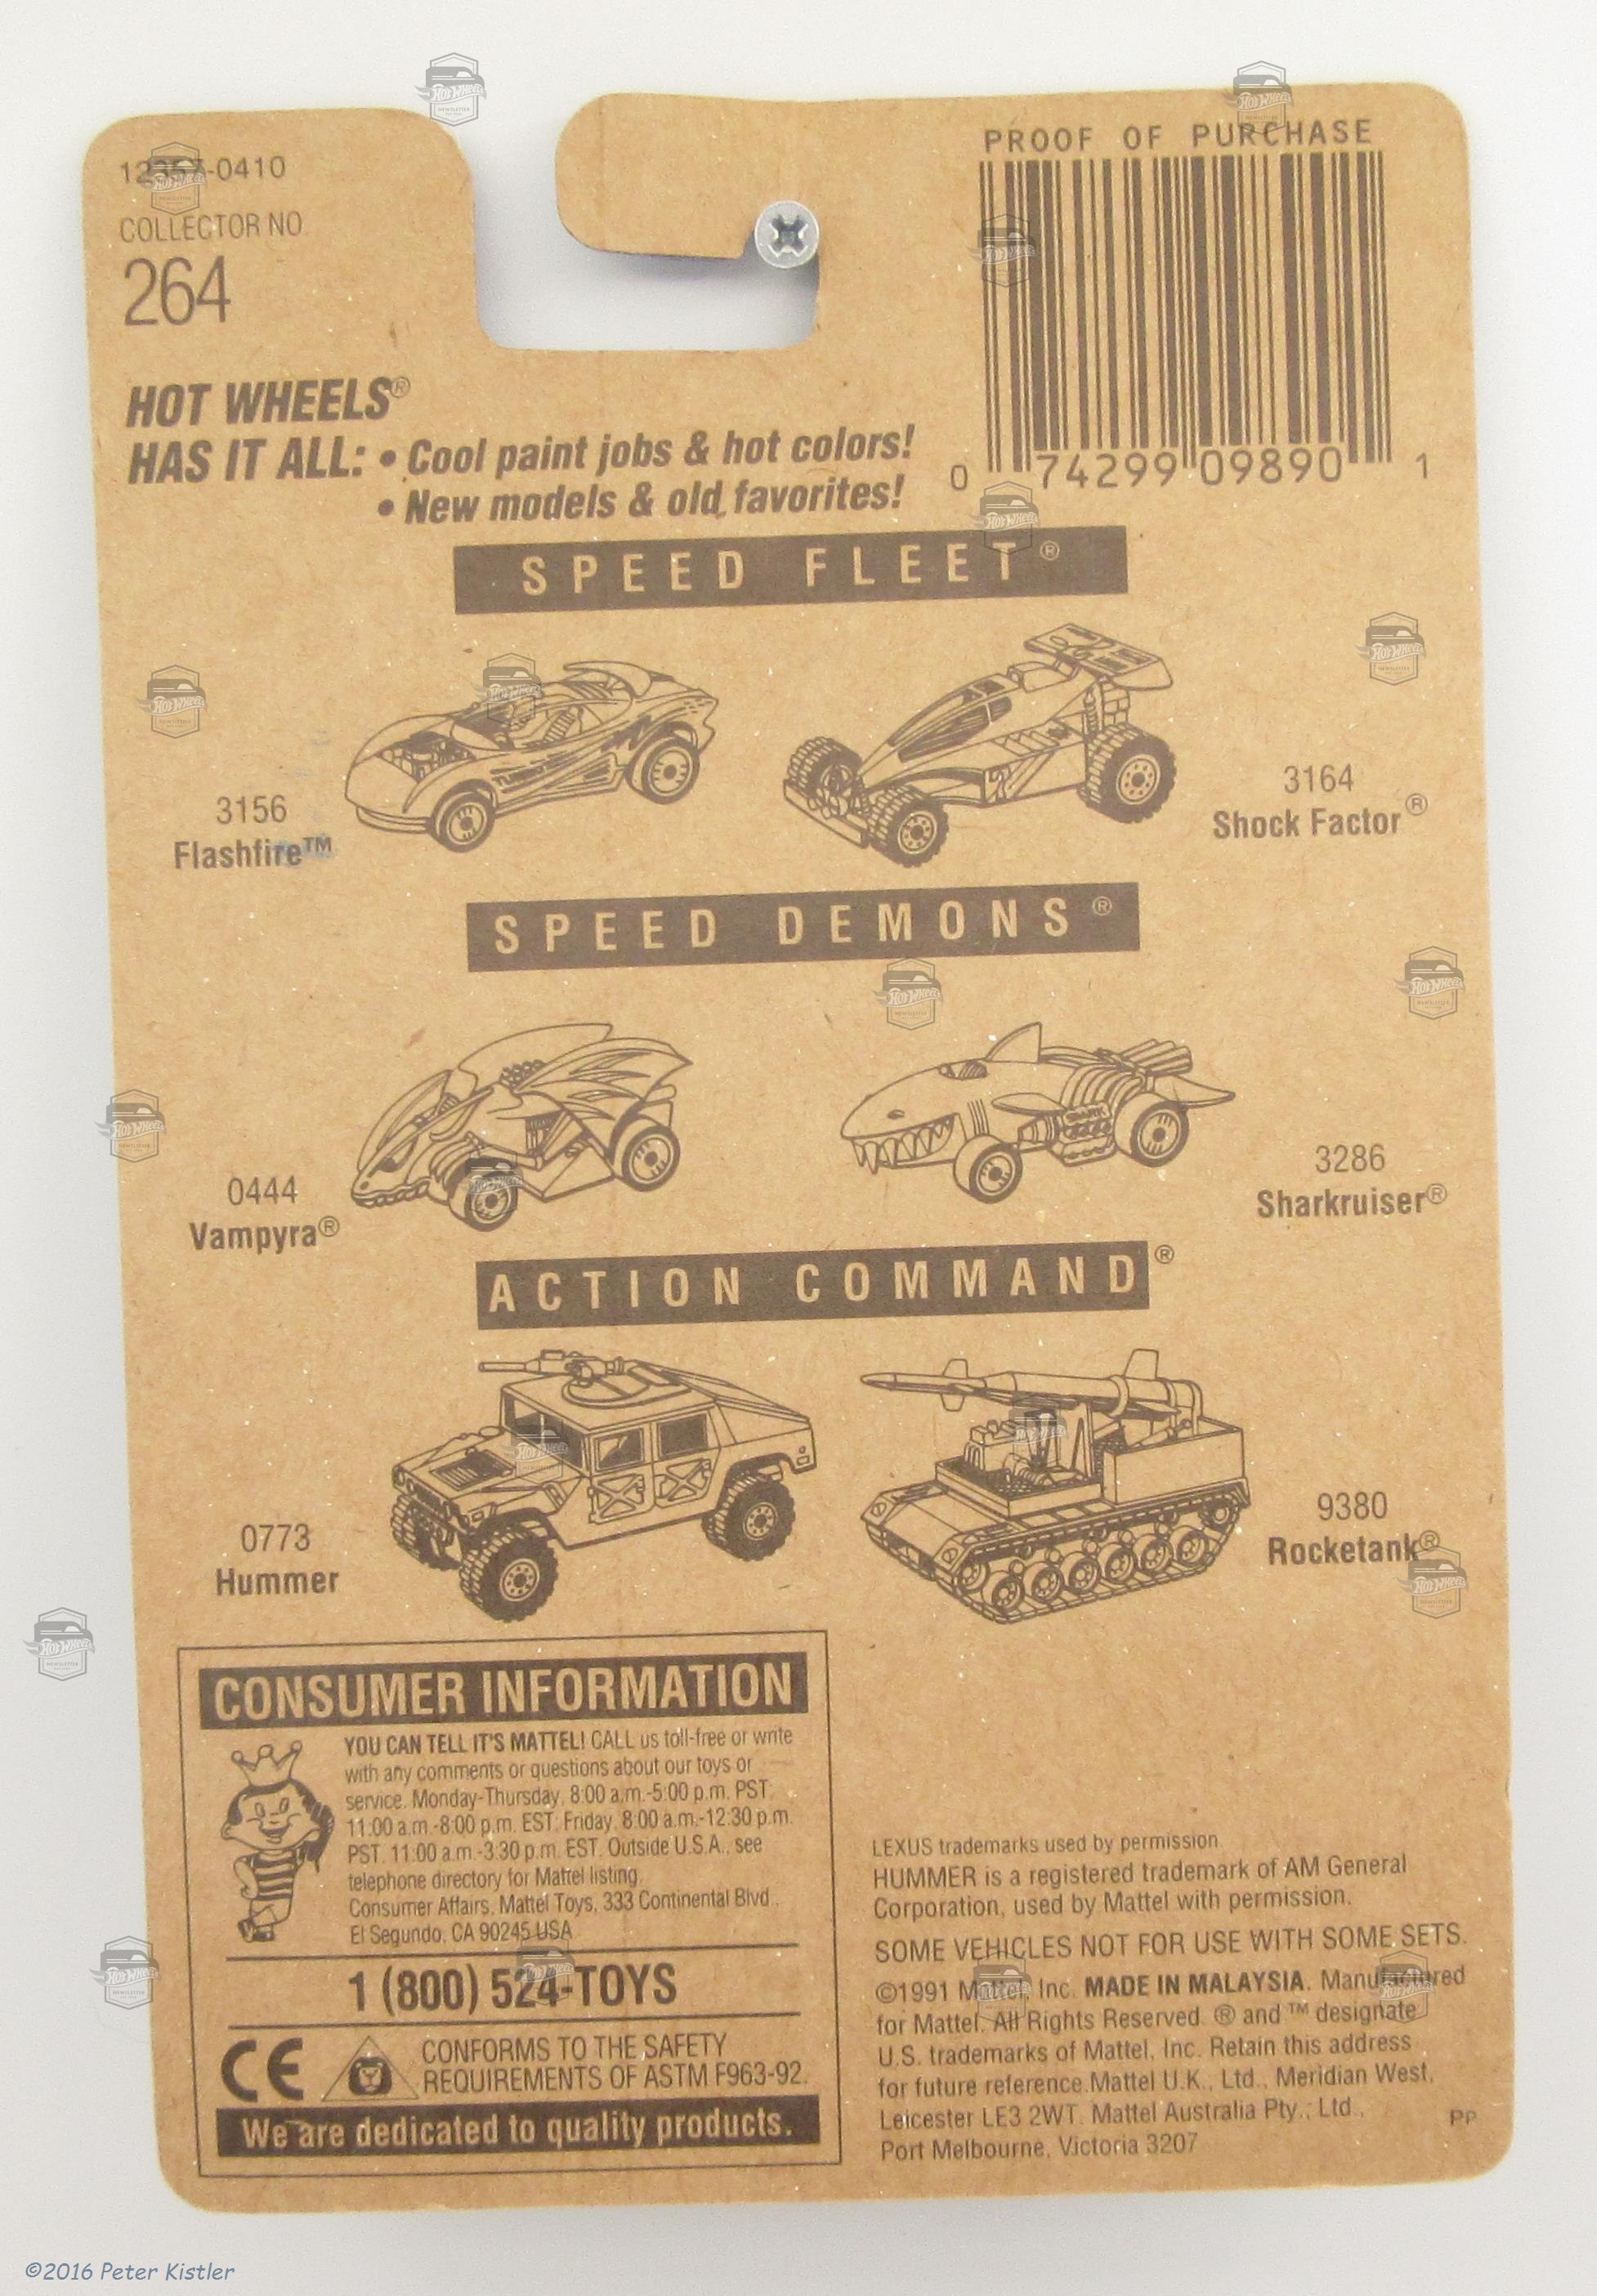 12357-0410
COLLECTOR NO.
264
PROOF OF PURCHASE
0 74299 09890 1
HOT WHEELS®
HAS IT ALL: • Cool paint jobs & hot colors!
• New models & old favorites!
SPEED FLEET®
3156
Flashfire™
3164
Shock Factor®
SPEED DEMONS®
0444
Vampyra®
3286
Sharkruiser®
ACTION COMMAND®
0773
Hummer
9380
Rocketank®
CONSUMER INFORMATION
YOU CAN TELL IT'S MATTEL! CALL us toll-free or write
with any comments or questions about our toys or
service. Monday-Thursday, 8:00 a.m.-5:00 p.m. PST;
11:00 a.m.-8:00 p.m. EST; Friday, 8:00 a.m.-12:30 p.m.
PST, 11:00 a.m.-3:30 p.m. EST. Outside U.S.A., see
telephone directory for Mattel listing.
Consumer Affairs, Mattel Toys, 333 Continental Blvd.,
El Segundo, CA 90245 USA
1 (800) 524-TOYS
CE
CONFORMS TO THE SAFETY
REQUIREMENTS OF ASTM F963-92.
We are dedicated to quality products.
LEXUS trademarks used by permission.
HUMMER is a registered trademark of AM General
Corporation, used by Mattel with permission.
SOME VEHICLES NOT FOR USE WITH SOME SETS.
©1991 Mattel, Inc. MADE IN MALAYSIA. Manufactured
for Mattel. All Rights Reserved. ® and ™ designate
U.S. trademarks of Mattel, Inc. Retain this address
for future reference.Mattel U.K., Ltd., Meridian West,
Leicester LE3 2WT. Mattel Australia Pty., Ltd.,
Port Melbourne, Victoria 3207
PP
©2016 Peter Kistler